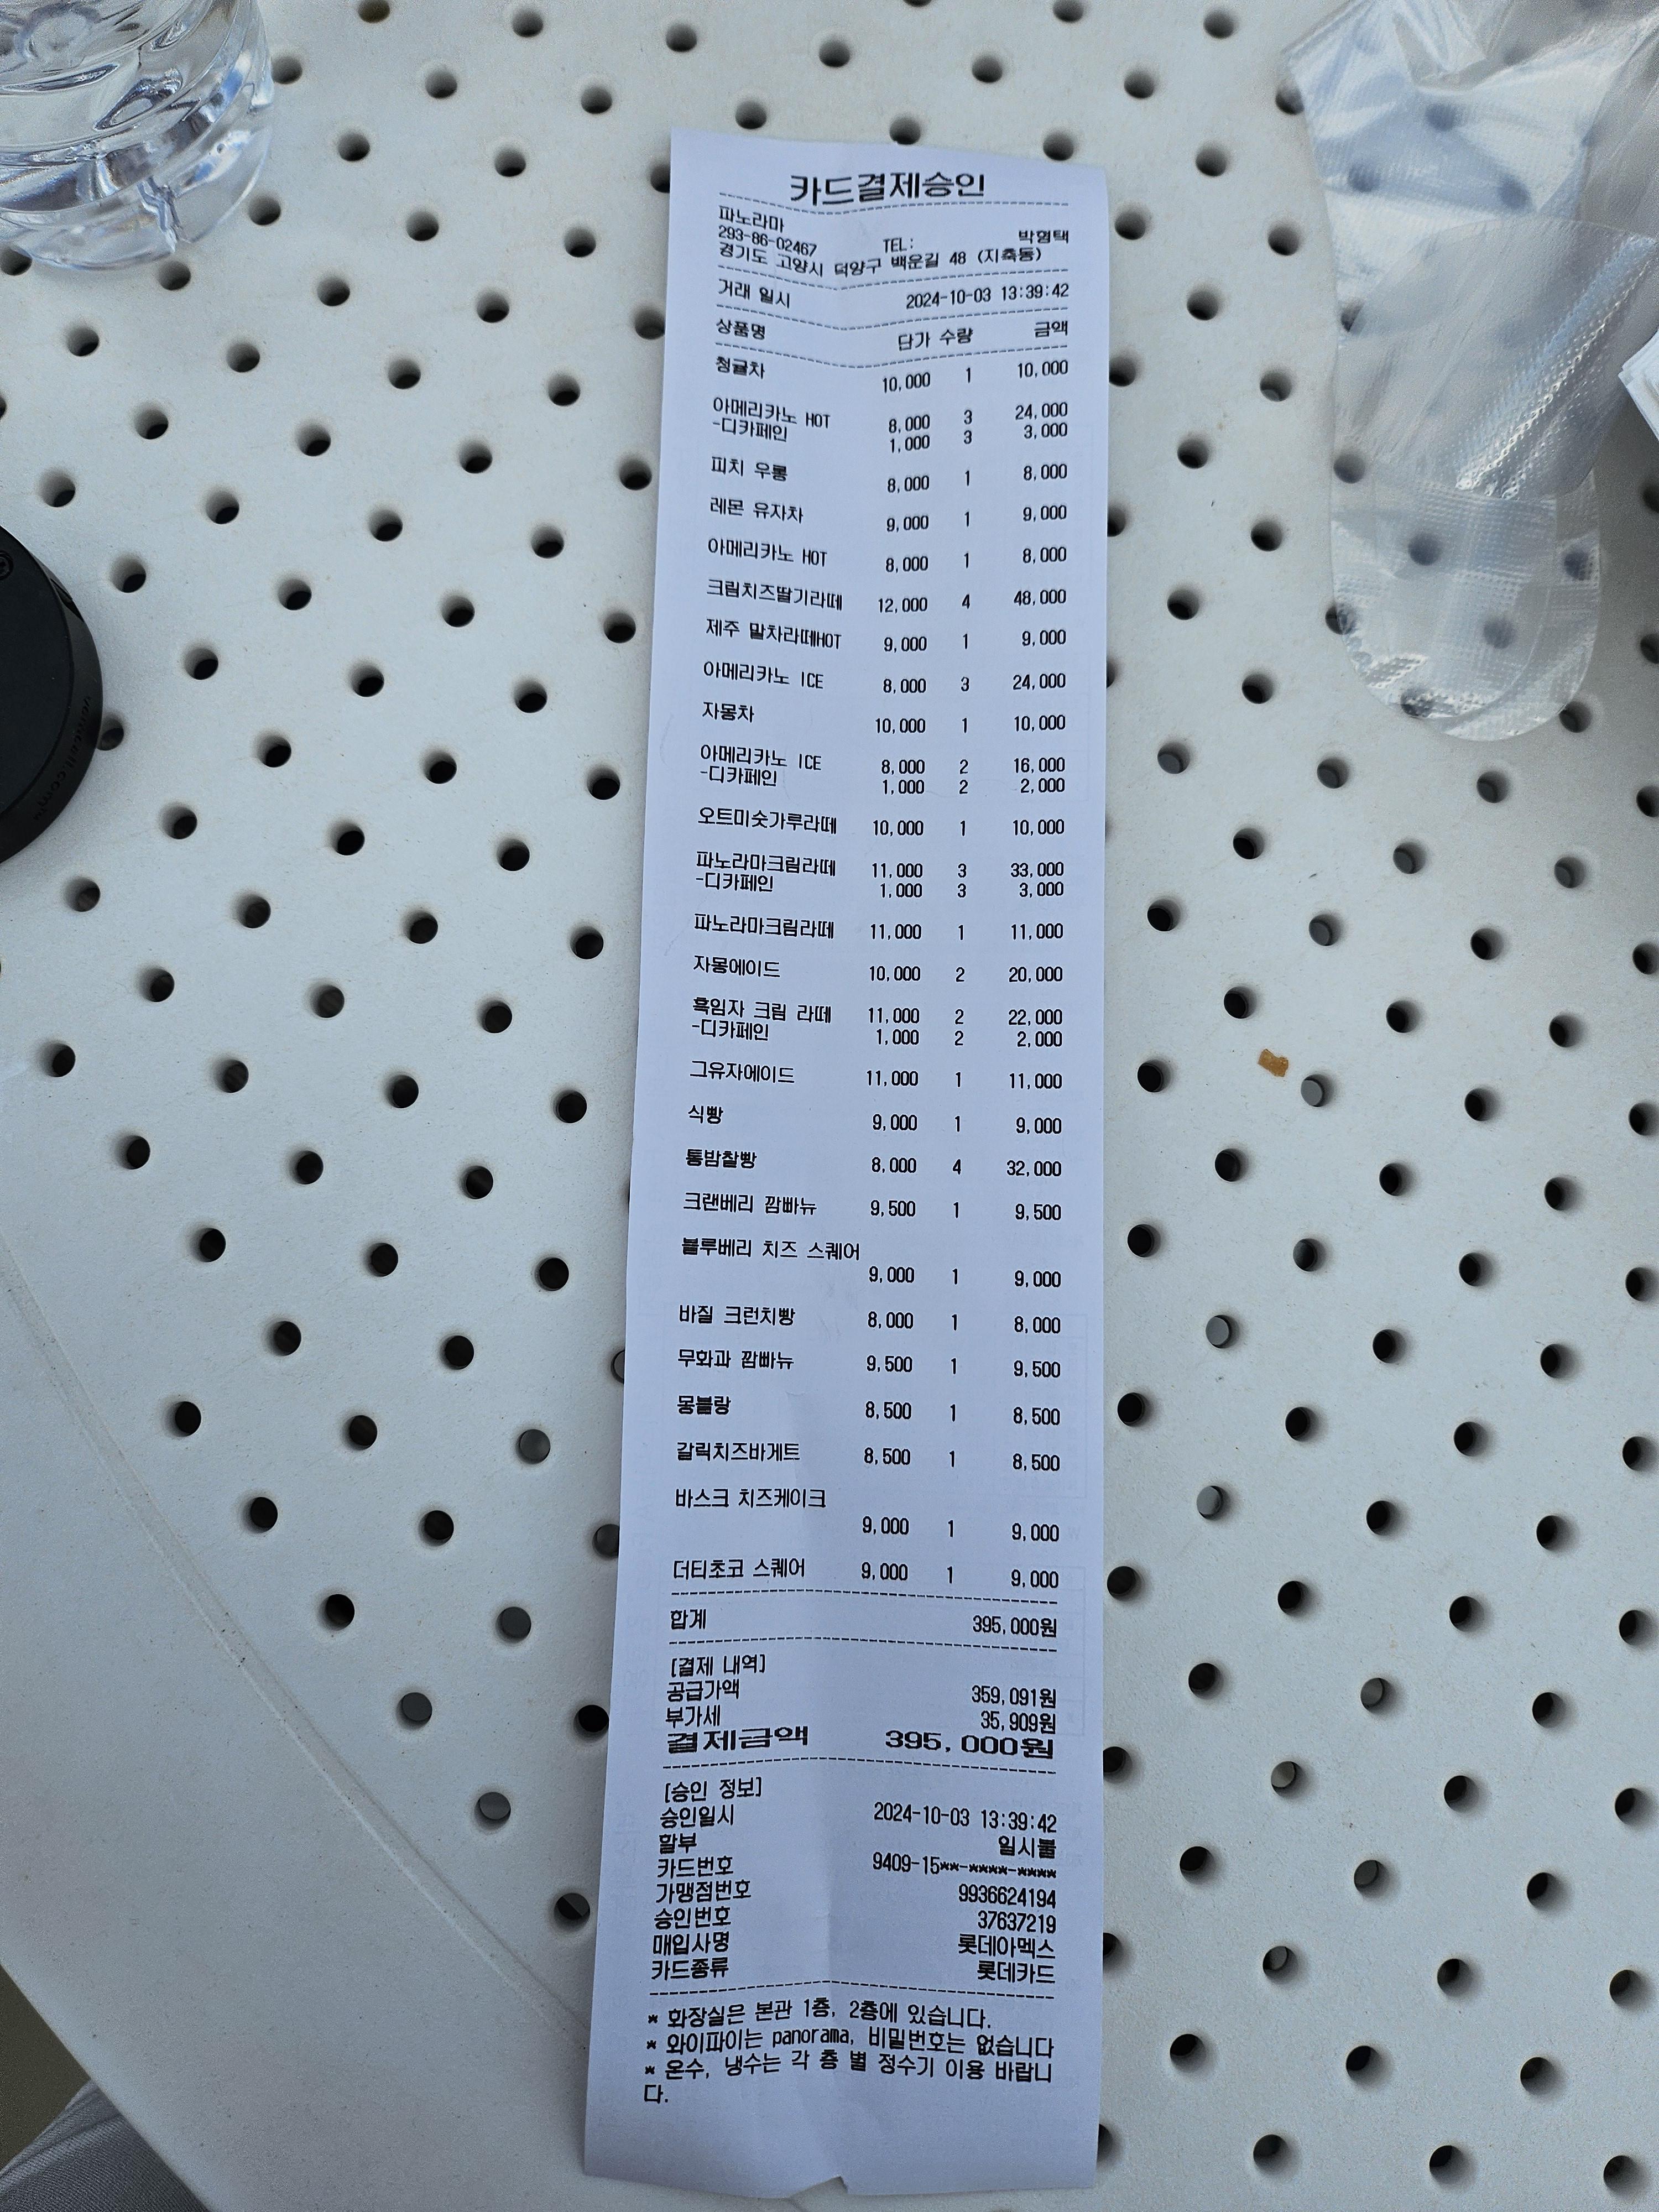 카드결제승인
파노라마
293-86-02467 TEL: 박형택
경기도 고양시 덕양구 백운길 48 (지축동)
거래 일시 2024-10-03 13:39:42
상품명 단가 수량 금액
청귤차 10,000 1 10,000
아메리카노 HOT 8,000 3 24,000
-디카페인 1,000 3 3,000
피치 우롱 8,000 1 8,000
레몬 유자차 9,000 1 9,000
아메리카노 HOT 8,000 1 8,000
크림치즈딸기라떼 12,000 4 48,000
제주 말차라떼HOT 9,000 1 9,000
아메리카노 ICE 8,000 3 24,000
자몽차 10,000 1 10,000
아메리카노 ICE 8,000 2 16,000
-디카페인 1,000 2 2,000
오트미숫가루라떼 10,000 1 10,000
파노라마크림라떼 11,000 3 33,000
-디카페인 1,000 3 3,000
파노라마크림라떼 11,000 1 11,000
자몽에이드 10,000 2 20,000
흑임자 크림 라떼 11,000 2 22,000
-디카페인 1,000 2 2,000
그유자에이드 11,000 1 11,000
식빵 9,000 1 9,000
통밤찰빵 8,000 4 32,000
크랜베리 깜빠뉴 9,500 1 9,500
블루베리 치즈 스퀘어
9,000 1 9,000
바질 크런치빵 8,000 1 8,000
무화과 깜빠뉴 9,500 1 9,500
몽블랑 8,500 1 8,500
갈릭치즈바게트 8,500 1 8,500
바스크 치즈케이크
9,000 1 9,000
더티초코 스퀘어 9,000 1 9,000
합계 395,000원
[결제 내역]
공급가액 359,091원
부가세 35,909원
결제금액 395,000원
[승인 정보]
승인일시 2024-10-03 13:39:42
할부 일시불
카드번호 9409-15**-****-****
가맹점번호 9936624194
승인번호 37637219
매입사명 롯데아멕스
카드종류 롯데카드
* 화장실은 본관 1층, 2층에 있습니다.
* 와이파이는 panorama, 비밀번호는 없습니다
* 온수, 냉수는 각 층 별 정수기 이용 바랍니
다.